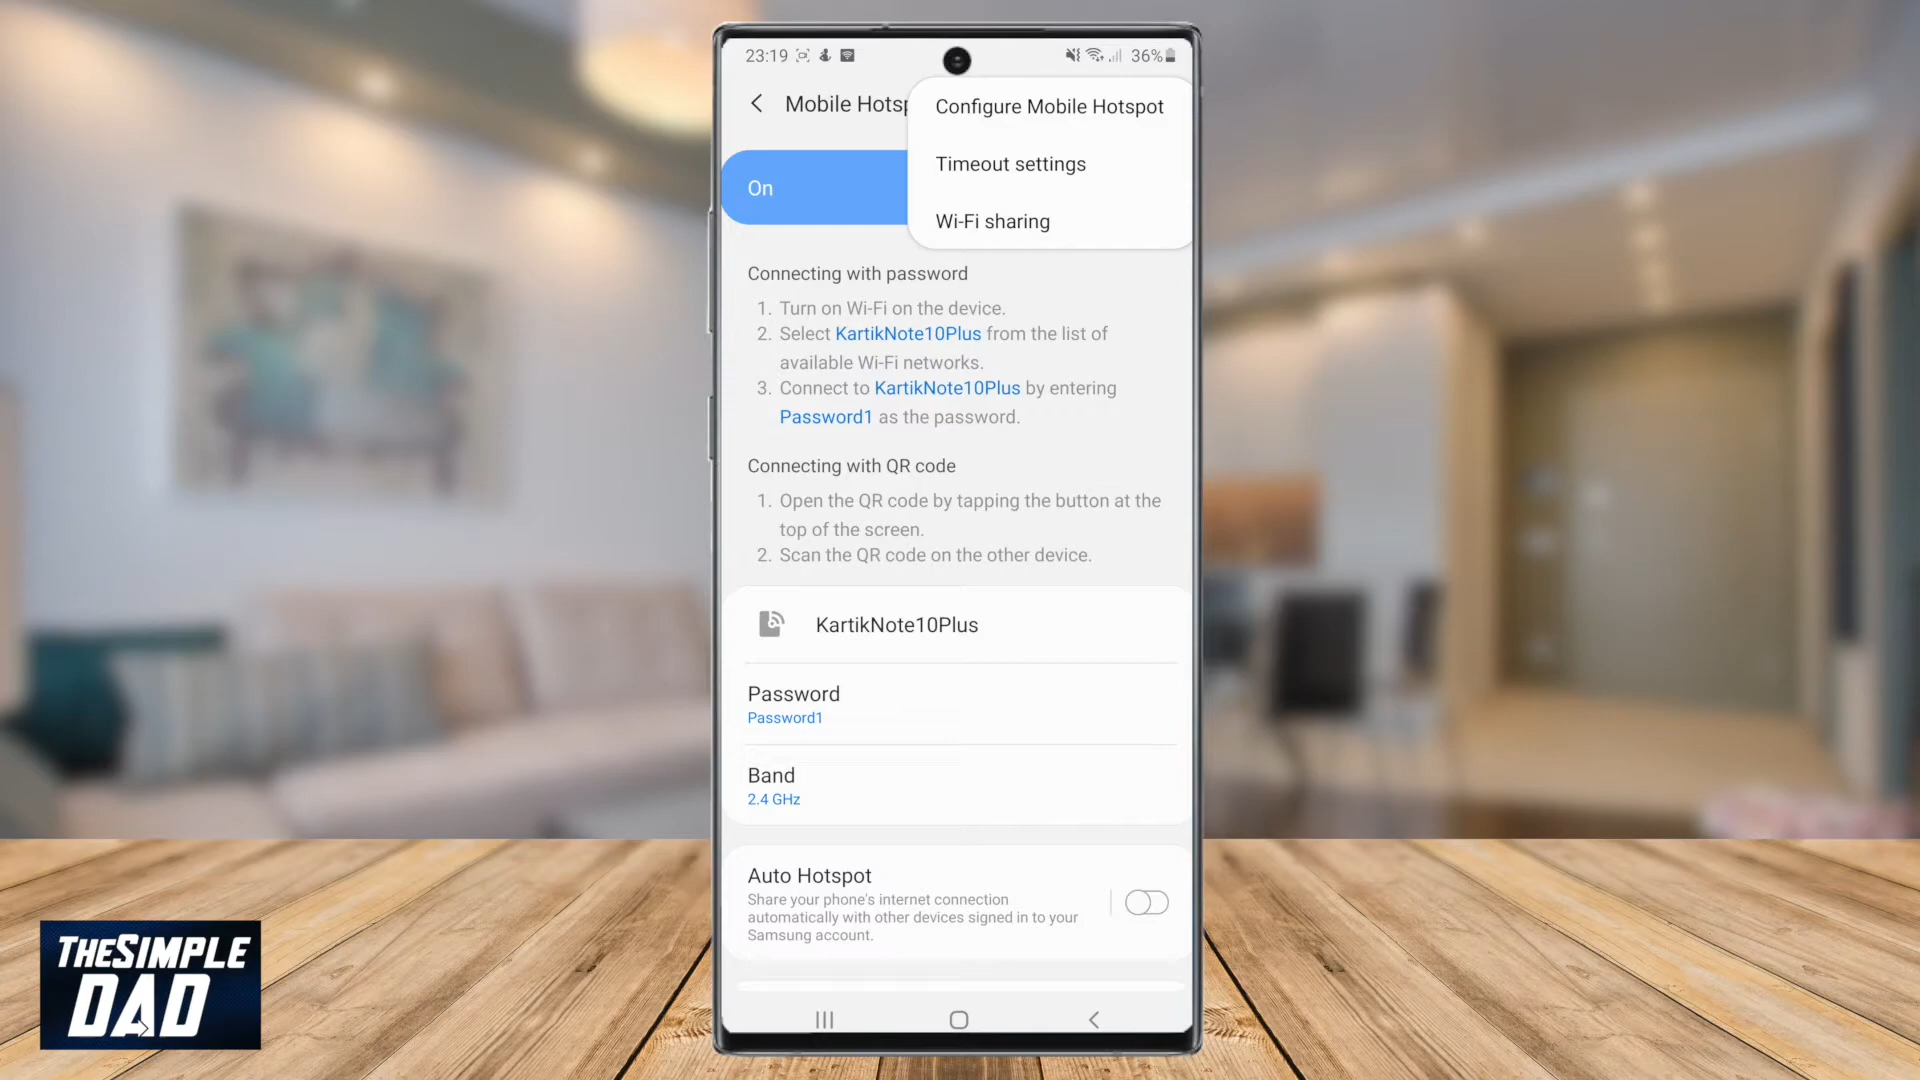 23:19
36%
Mobile Hotsp
Configure Mobile Hotspot
Timeout settings
Wi-Fi sharing
On
Connecting with password
1. Turn on Wi-Fi on the device.
2. Select KartikNote10Plus from the list of
available Wi-Fi networks.
3. Connect to KartikNote10Plus by entering
Password1 as the password.
Connecting with QR code
1. Open the QR code by tapping the button at the
top of the screen.
2. Scan the QR code on the other device.
KartikNote10Plus
Password
Password1
Band
2.4 GHz
Auto Hotspot
Share your phone's internet connection
automatically with other devices signed in to your
Samsung account.
THESIMPLE
DAD